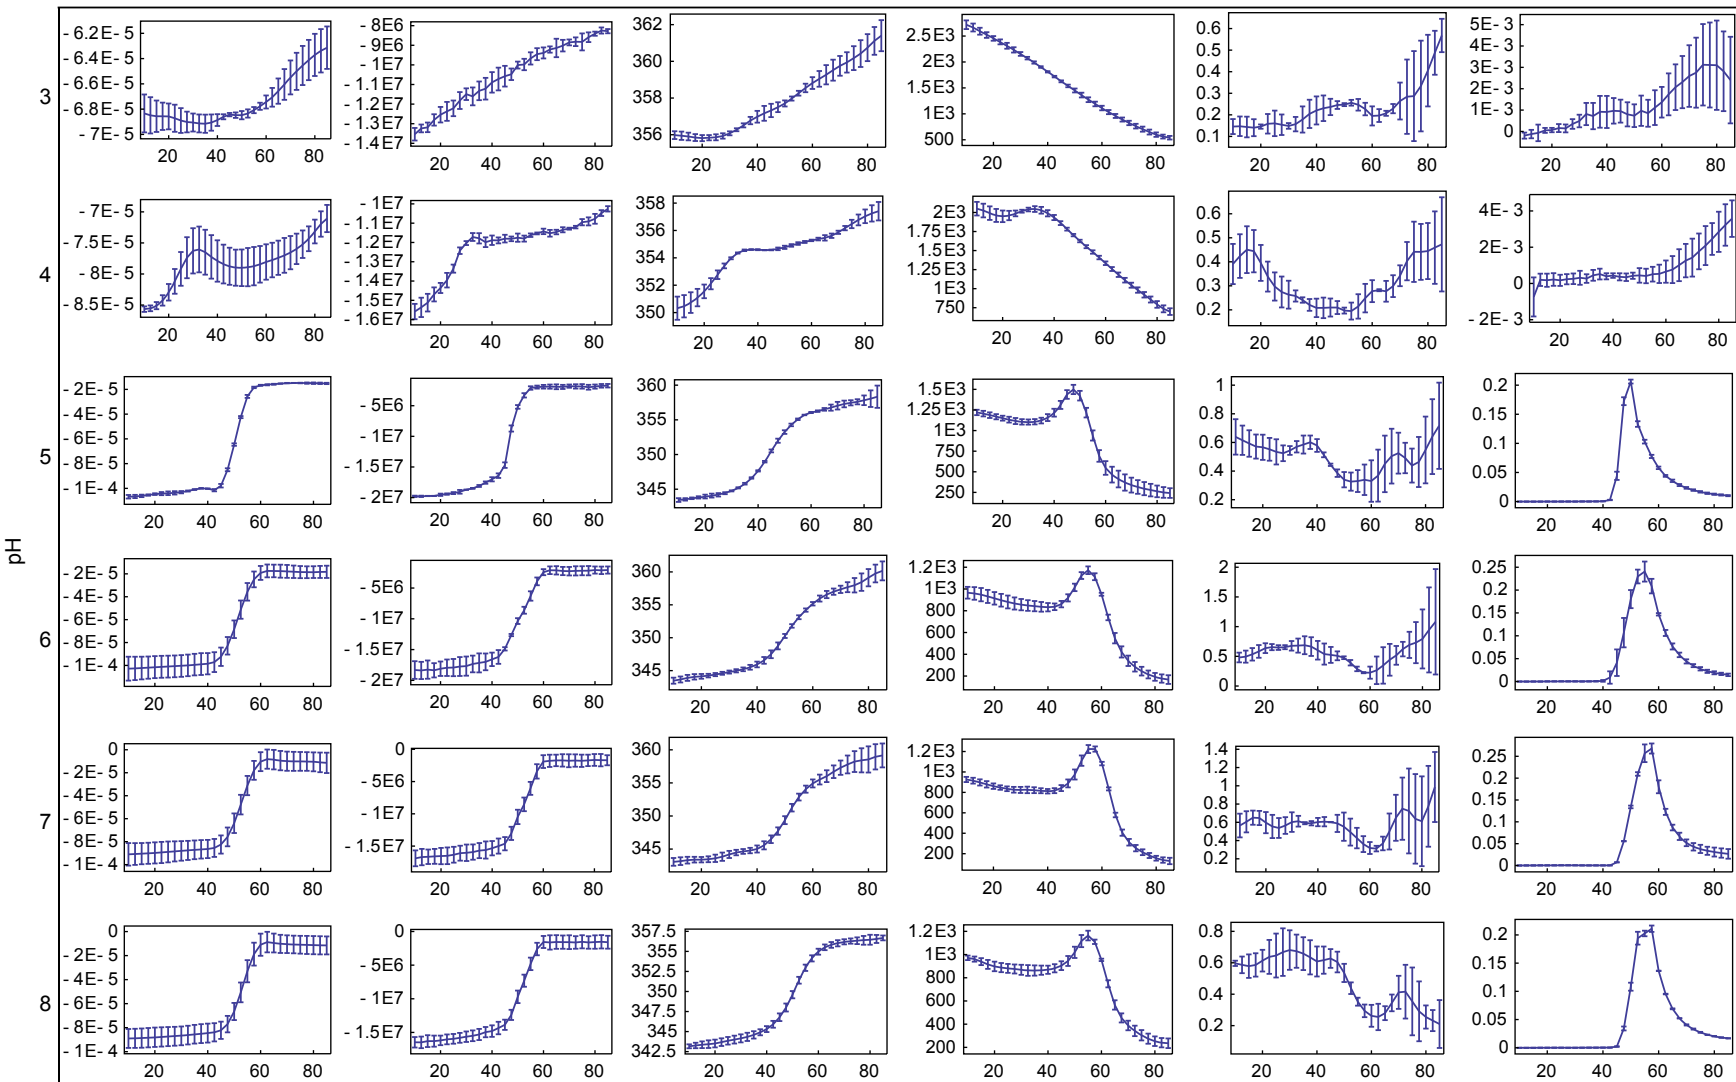 pH
3
- 6.2E- 5
- 6.4E- 5
- 6.6E- 5
- 6.8E- 5
- 7E- 5
20 40 60 80
- 8E6
- 9E6
- 1E7
- 1.1E7
- 1.2E7
- 1.3E7
- 1.4E7
20 40 60 80
362
360
358
356
20 40 60 80
2.5E3
2E3
1.5E3
1E3
500
20 40 60 80
0.6
0.5
0.4
0.3
0.2
0.1
20 40 60 80
5E- 3
4E- 3
3E- 3
2E- 3
1E- 3
0
20 40 60 80
4
- 7E- 5
- 7.5E- 5
- 8E- 5
- 8.5E- 5
20 40 60 80
- 1E7
- 1.1E7
- 1.2E7
- 1.3E7
- 1.4E7
- 1.5E7
- 1.6E7
20 40 60 80
358
356
354
352
350
20 40 60 80
2E3
1.75E3
1.5E3
1.25E3
1E3
750
20 40 60 80
0.6
0.5
0.4
0.3
0.2
20 40 60 80
4E- 3
2E- 3
0
- 2E- 3
20 40 60 80
5
- 2E- 5
- 4E- 5
- 6E- 5
- 8E- 5
- 1E- 4
20 40 60 80
- 5E6
- 1E7
- 1.5E7
- 2E7
20 40 60 80
360
355
350
345
20 40 60 80
1.5E3
1.25E3
1E3
750
500
250
20 40 60 80
1
0.8
0.6
0.4
0.2
20 40 60 80
0.2
0.15
0.1
0.05
0
20 40 60 80
6
- 2E- 5
- 4E- 5
- 6E- 5
- 8E- 5
- 1E- 4
20 40 60 80
- 5E6
- 1E7
- 1.5E7
- 2E7
20 40 60 80
360
355
350
345
20 40 60 80
1.2E3
1E3
800
600
400
200
20 40 60 80
2
1.5
1
0.5
0
20 40 60 80
0.25
0.2
0.15
0.1
0.05
0
20 40 60 80
7
0
- 2E- 5
- 4E- 5
- 6E- 5
- 8E- 5
- 1E- 4
20 40 60 80
0
- 5E6
- 1E7
- 1.5E7
20 40 60 80
360
355
350
345
20 40 60 80
1.2E3
1E3
800
600
400
200
20 40 60 80
1.4
1.2
1
0.8
0.6
0.4
0.2
20 40 60 80
0.25
0.2
0.15
0.1
0.05
0
20 40 60 80
8
0
- 2E- 5
- 4E- 5
- 6E- 5
- 8E- 5
- 1E- 4
20 40 60 80
0
- 5E6
- 1E7
- 1.5E7
20 40 60 80
357.5
355
352.5
350
347.5
345
342.5
20 40 60 80
1.2E3
1E3
800
600
400
200
20 40 60 80
0.8
0.6
0.4
0.2
20 40 60 80
0.2
0.15
0.1
0.05
0
20 40 60 80